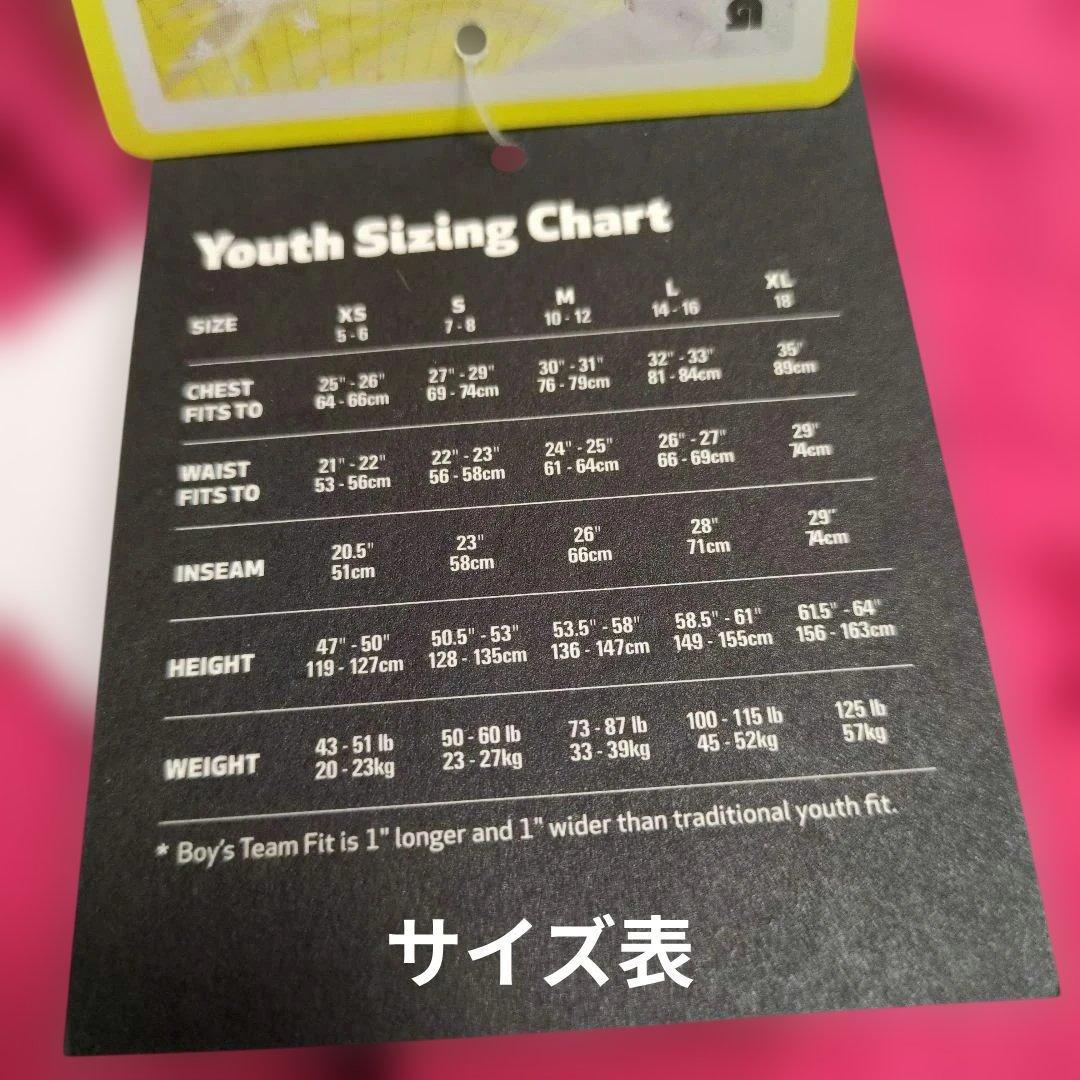 Youth Sizing Chart
SIZE XS S M L XL
5 - 6 7 - 8 10 - 12 14 - 16 18
CHEST FITS TO 25" - 26" 27" - 29" 30" - 31" 32" - 33" 35"
64 - 66cm 69 - 74cm 76 - 79cm 81 - 84cm 89cm
WAIST FITS TO 21" - 22" 22" - 23" 24" - 25" 26" - 27" 29"
53 - 56cm 56 - 58cm 61 - 64cm 66 - 69cm 74cm
INSEAM 20.5" 23" 26" 28" 29"
51cm 58cm 66cm 71cm 74cm
HEIGHT 47" - 50" 50.5" - 53" 53.5" - 58" 58.5" - 61" 61.5" - 64"
119 - 127cm 128 - 135cm 136 - 147cm 149 - 155cm 156 - 163cm
WEIGHT 43 - 51 lb 50 - 60 lb 73 - 87 lb 100 - 115 lb 125 lb
20 - 23kg 23 - 27kg 33 - 39kg 45 - 52kg 57kg
* Boy's Team Fit is 1" longer and 1" wider than traditional youth fit.
サイズ表